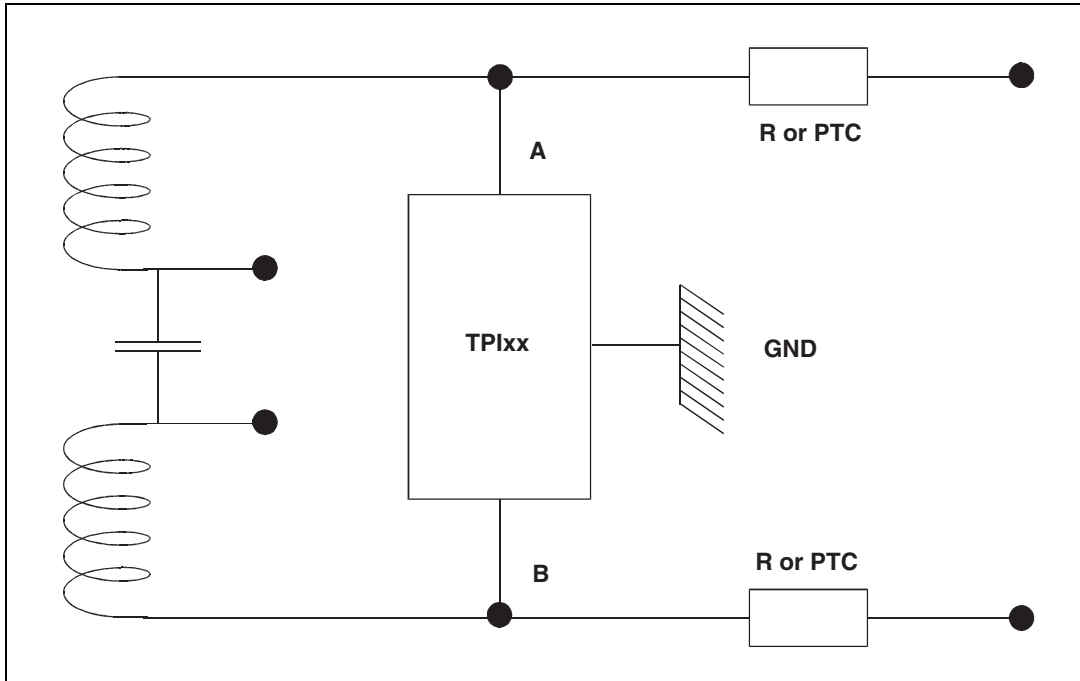 R or PTC
A
TPIxx
GND
B
R or PTC